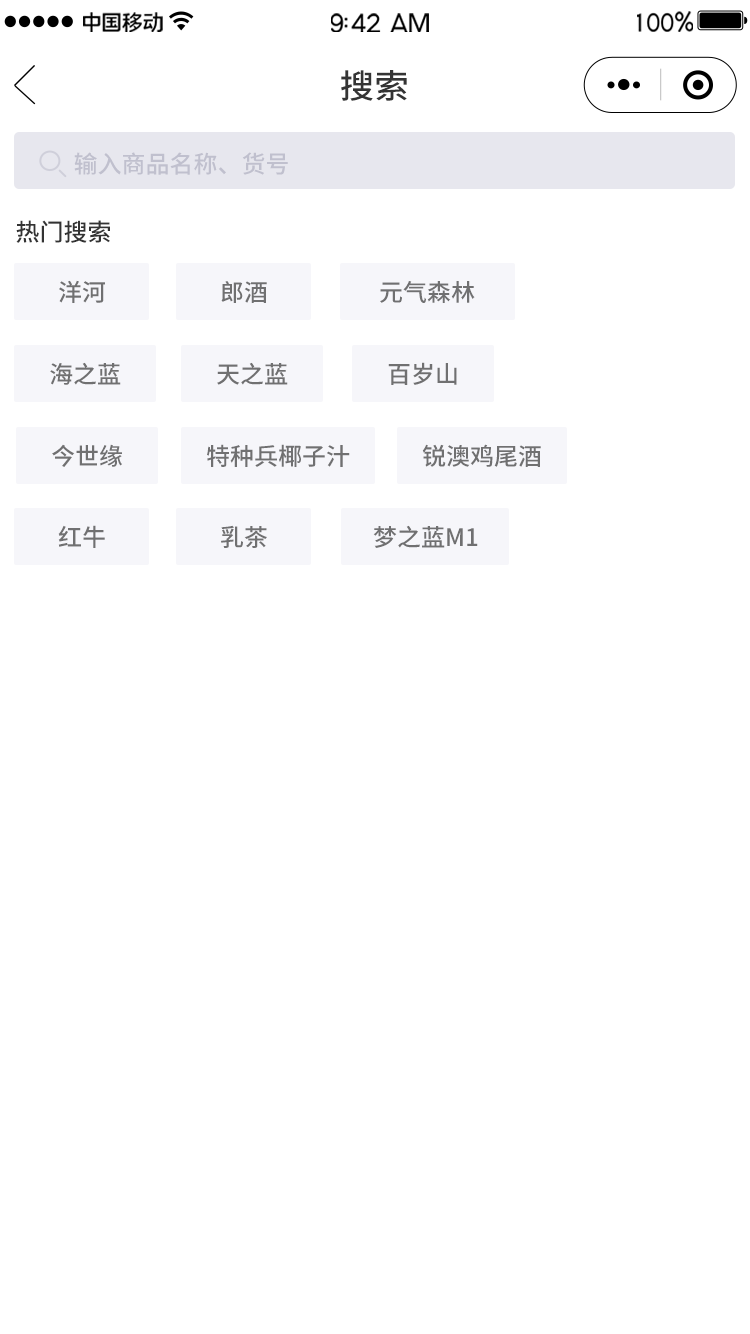 中国移动 9:42 AM 100%
搜索
输入商品名称、货号
热门搜索
洋河 郎酒 元气森林
海之蓝 天之蓝 百岁山
今世缘 特种兵椰子汁 锐澳鸡尾酒
红牛 乳茶 梦之蓝M1